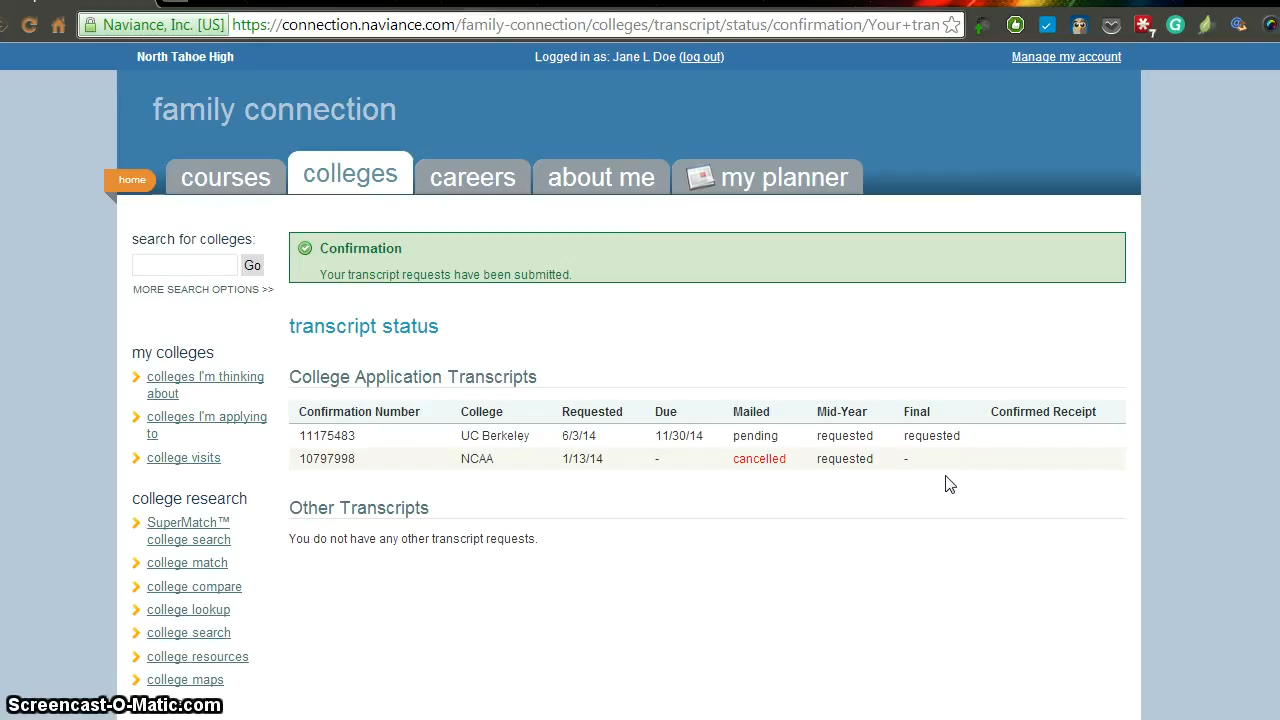 Naviance, Inc. [US] https://connection.naviance.com/family-connection/colleges/transcript/status/confirmation/Your+tran
7
North Tahoe High Logged in as: Jane L Doe (log out) Manage my account
family connection
home courses colleges careers about me my planner
search for colleges:
Go
MORE SEARCH OPTIONS >>
my colleges
colleges I'm thinking
about
colleges I'm applying
to
college visits
college research
SuperMatch™
college search
college match
college compare
college lookup
college search
college resources
college maps
Confirmation
Your transcript requests have been submitted.
transcript status
College Application Transcripts
Confirmation Number College Requested Due Mailed Mid-Year Final Confirmed Receipt
11175483 UC Berkeley 6/3/14 11/30/14 pending requested requested
10797998 NCAA 1/13/14 - cancelled requested -
Other Transcripts
You do not have any other transcript requests.
Screencast-O-Matic.com